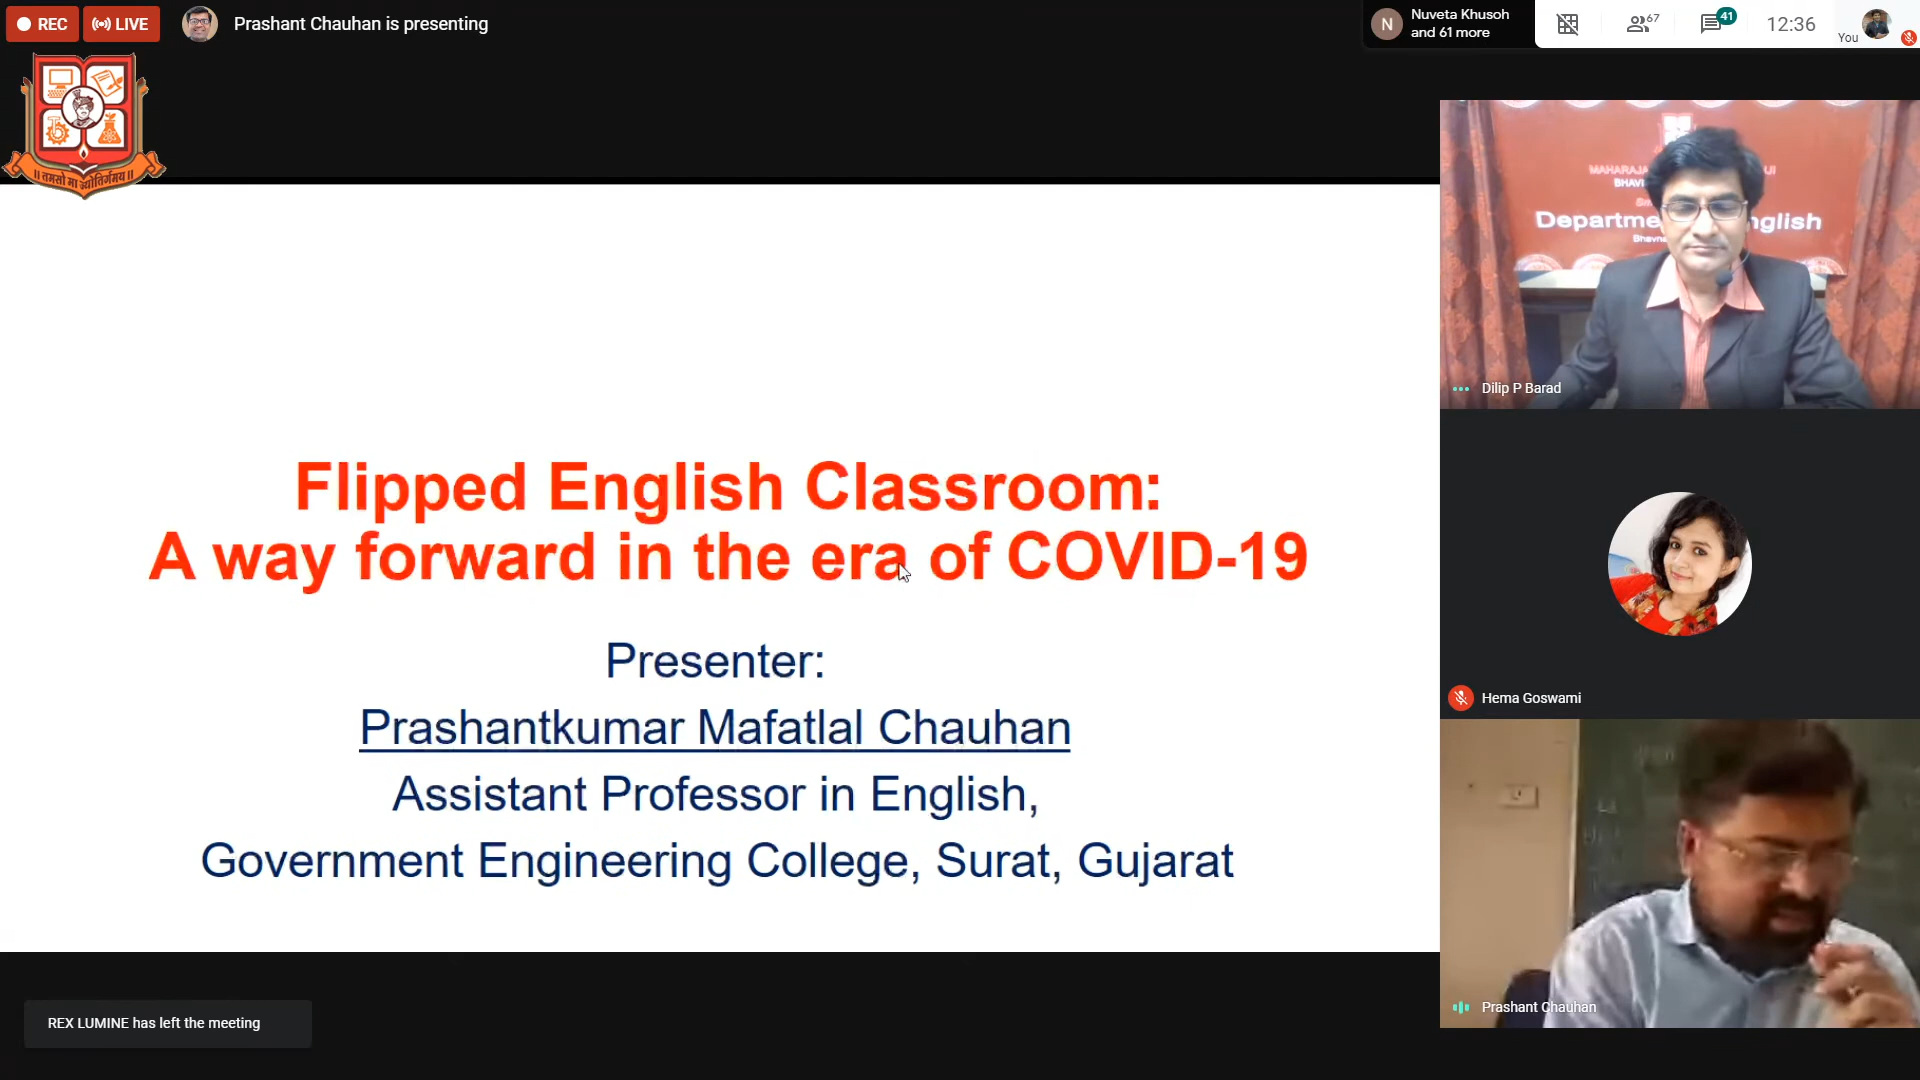 REC
LIVE
Prashant Chauhan is presenting
N
Nuveta Khusoh
and 61 more
67
41
12:36
You
॥ तमसो मा ज्योतिर्गमय ॥
Flipped English Classroom:
A way forward in the era of COVID-19
Presenter:
Prashantkumar Mafatlal Chauhan
Assistant Professor in English,
Government Engineering College, Surat, Gujarat
Dilip P Barad
Hema Goswami
Prashant Chauhan
REX LUMINE has left the meeting